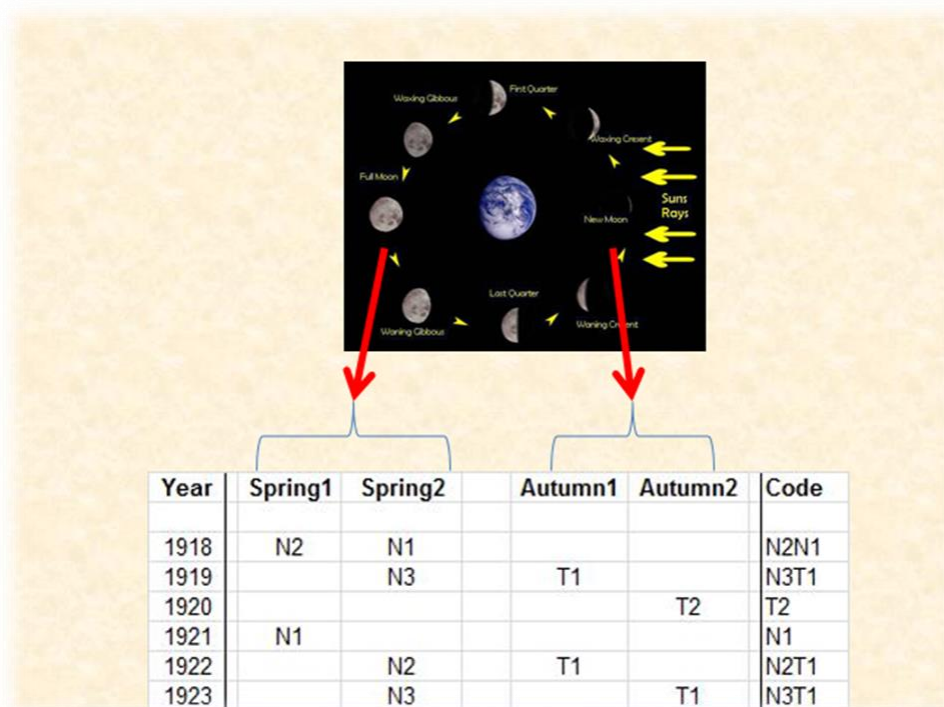 First Quarter
Waxing Gibbous
Waxing Cresent
Full Moon
Suns
Rays
New Moon
Last Quarter
Waning Gibbous
Waning Cresent
Year Spring1 Spring2 Autumn1 Autumn2 Code
1918 N2 N1 N2N1
1919 N3 T1 N3T1
1920 T2 T2
1921 N1 N1
1922 N2 T1 N2T1
1923 N3 T1 N3T1